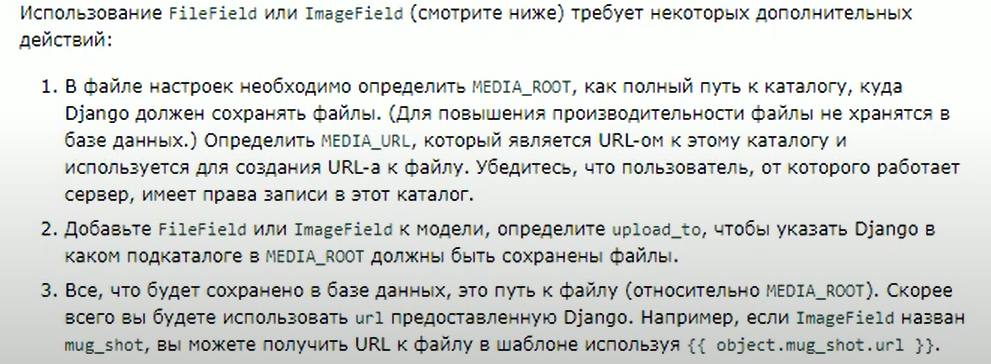 Использование FileField или ImageField (смотрите ниже) требует некоторых дополнительных
действий:
1. В файле настроек необходимо определить MEDIA_ROOT, как полный путь к каталогу, куда
Django должен сохранять файлы. (Для повышения производительности файлы не хранятся в
базе данных.) Определить MEDIA_URL, который является URL-ом к этому каталогу и
используется для создания URL-а к файлу. Убедитесь, что пользователь, от которого работает
сервер, имеет права записи в этот каталог.
2. Добавьте FileField или ImageField к модели, определите upload_to, чтобы указать Django в
каком подкаталоге в MEDIA_ROOT должны быть сохранены файлы.
3. Все, что будет сохранено в базе данных, это путь к файлу (относительно MEDIA_ROOT). Скорее
всего вы будете использовать url предоставленную Django. Например, если ImageField назван
mug_shot, вы можете получить URL к файлу в шаблоне используя {{ object.mug_shot.url }}.